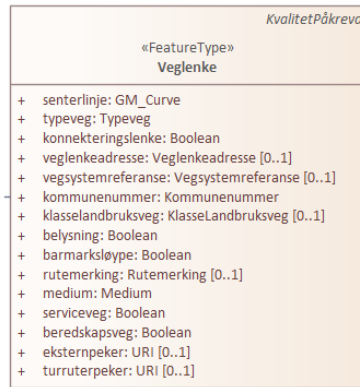 KvalitetPåkreve
«FeatureType»
Veglenke
+ senterlinje: GM_Curve
+ typeveg: Typeveg
+ konnekteringslenke: Boolean
+ veglenkeadresse: Veglenkeadresse [0..1]
+ vegsystemreferanse: Vegsystemreferanse [0..1]
+ kommunenummer: Kommunenummer
+ klasselandbruksveg: KlasseLandbruksveg [0..1]
+ belysning: Boolean
+ barmarksløype: Boolean
+ rutemerking: Rutemerking [0..1]
+ medium: Medium
+ serviceveg: Boolean
+ beredskapsveg: Boolean
+ eksternpeker: URI [0..1]
+ turruterpeker: URI [0..1]